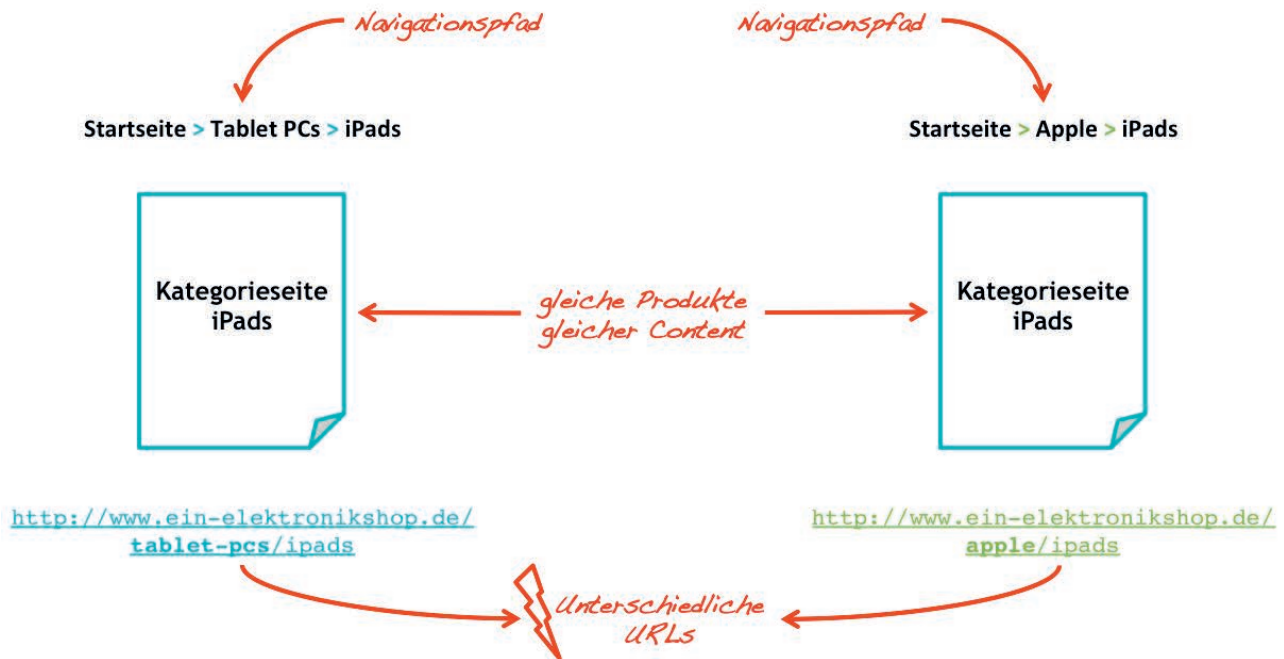 Navigationspfad
Navigationspfad
Startseite > Tablet PCs > iPads
Startseite > Apple > iPads
Kategorieseite
iPads
gleiche Produkte
gleicher Content
Kategorieseite
iPads
http://www.ein-elektronikshop.de/
tablet-pcs/ipads
http://www.ein-elektronikshop.de/
apple/ipads
Unterschiedliche
URLs